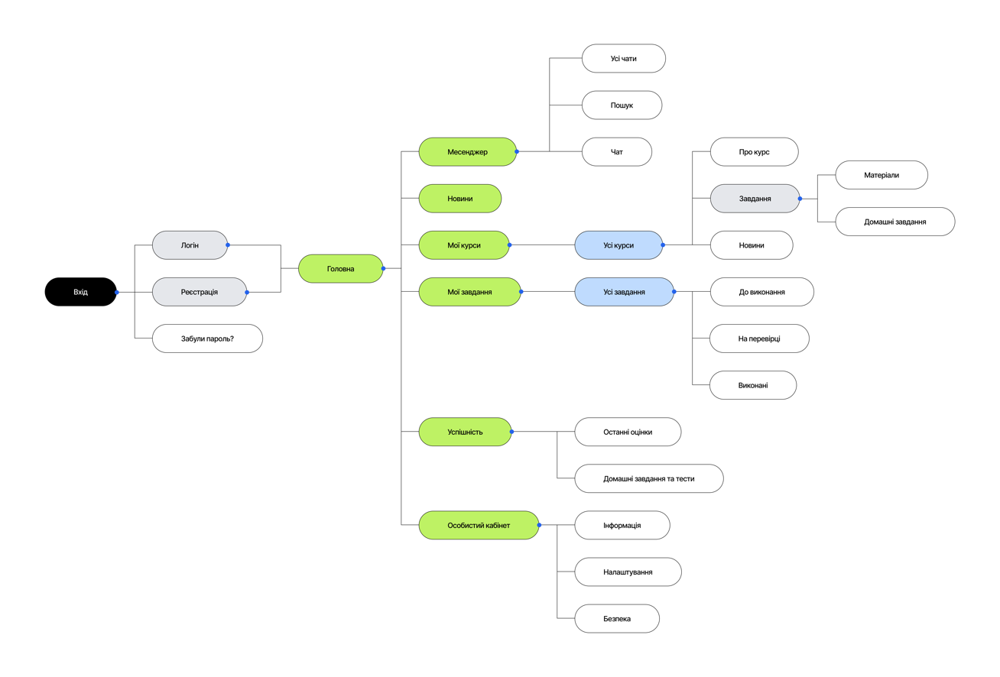 Вхід
Логін
Реєстрація
Забули пароль?
Головна
Месенджер
Усі чати
Пошук
Чат
Новини
Мої курси
Усі курси
Про курс
Завдання
Матеріали
Домашні завдання
Новини
Мої завдання
Усі завдання
До виконання
На перевірці
Виконані
Успішність
Останні оцінки
Домашні завдання та тести
Особистий кабінет
Інформація
Налаштування
Безпека